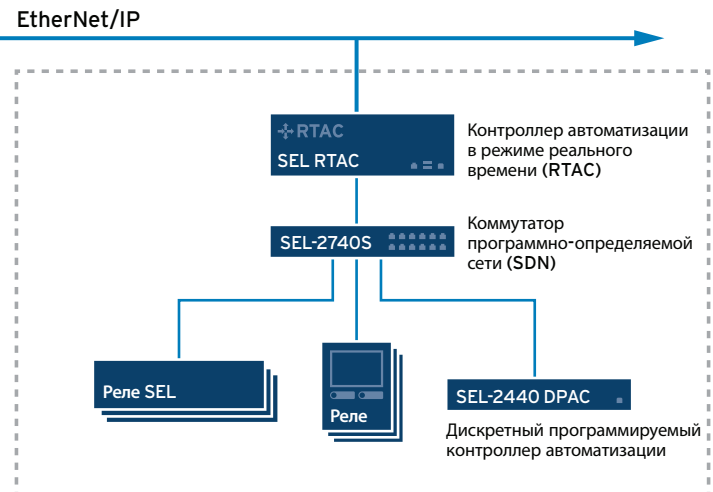 EtherNet/IP
RTAC
SEL RTAC
Контроллер автоматизации
в режиме реального
времени (RTAC)
SEL-2740S
Коммутатор
программно-определяемой
сети (SDN)
Реле SEL
Реле
SEL-2440 DPAC
Дискретный программируемый
контроллер автоматизации